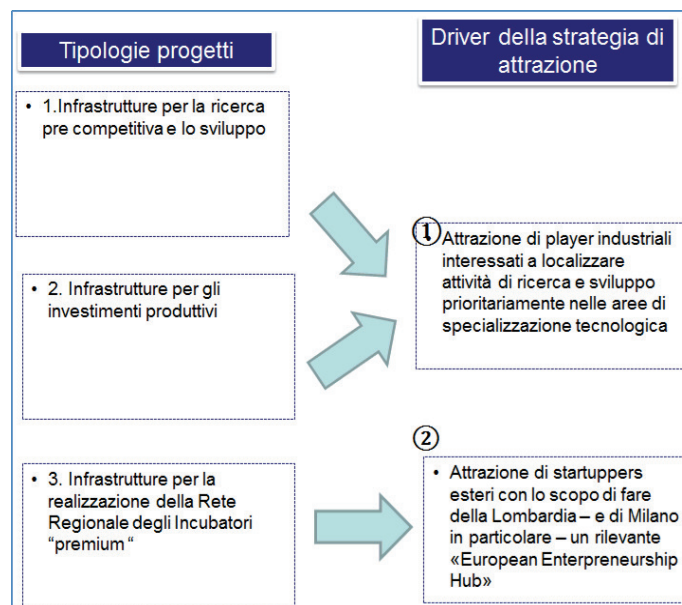 Tipologie progetti
Driver della strategia di
attrazione
• 1.Infrastrutture per la ricerca
pre competitiva e lo sviluppo
① Attrazione di player industriali
interessati a localizzare
attività di ricerca e sviluppo
prioritariamente nelle aree di
specializzazione tecnologica
• 2. Infrastrutture per gli
investimenti produttivi
• 3. Infrastrutture per la
realizzazione della Rete
Regionale degli Incubatori
“premium “
②
• Attrazione di startuppers
esteri con lo scopo di fare
della Lombardia – e di Milano
in particolare – un rilevante
«European Enterpreneurship
Hub»